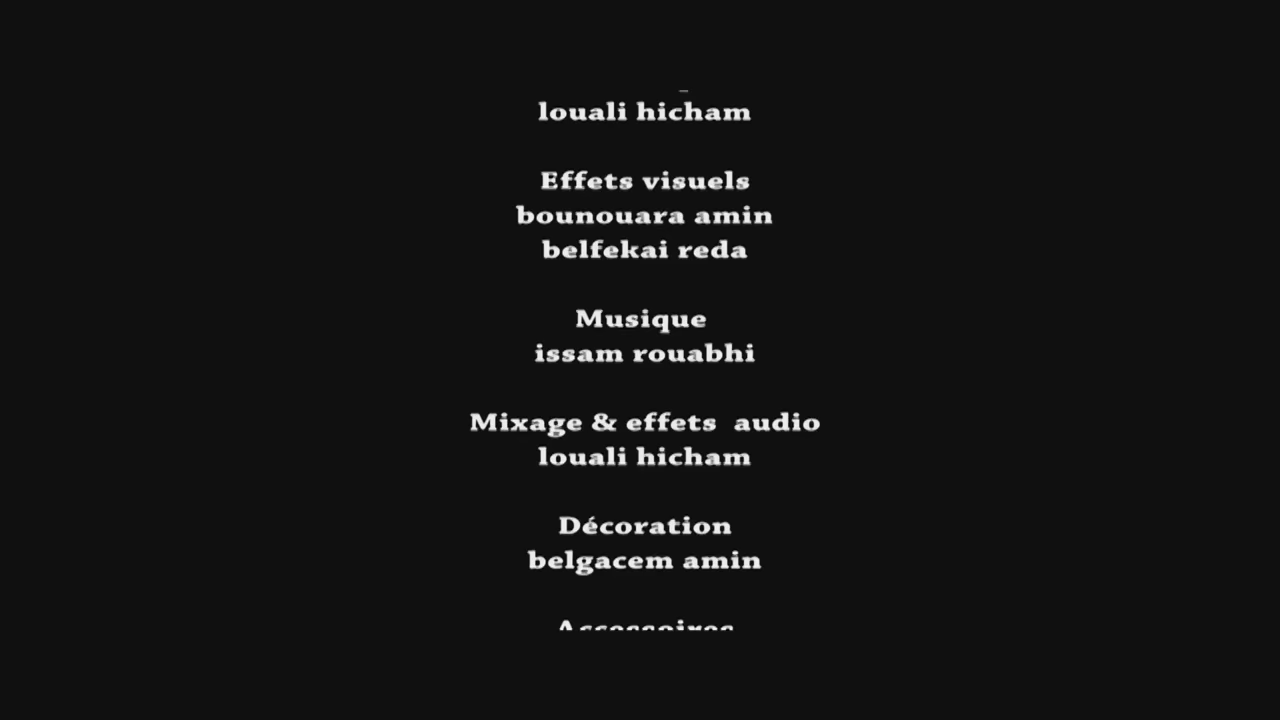 louali hicham
Effets visuels
bounouara amin
belfekai reda
Musique
issam rouabhi
Mixage & effets  audio
louali hicham
Décoration
belgacem amin
Accessoires